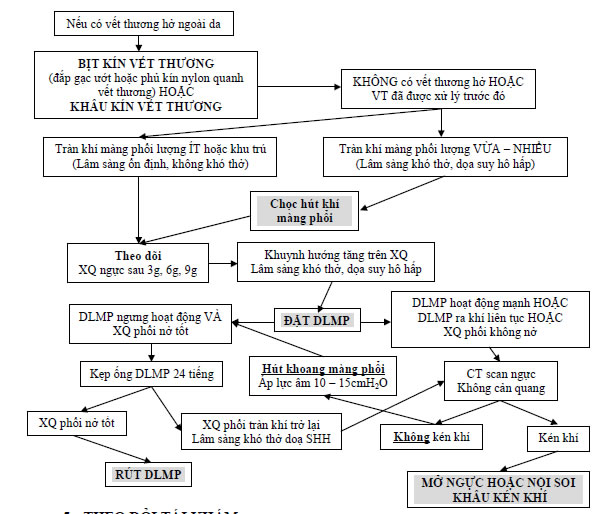 Nếu có vết thương hở ngoài da
BỊT KÍN VẾT THƯƠNG
(đắp gạc ướt hoặc phủ kín nylon quanh
vết thương) HOẶC
KHÂU KÍN VẾT THƯƠNG
KHÔNG có vết thương hở HOẶC
VT đã được xử lý trước đó
Tràn khí màng phổi lượng ÍT hoặc khu trú
(Lâm sàng ổn định, không khó thở)
Tràn khí màng phổi lượng VỪA – NHIỀU
(Lâm sàng khó thở, dọa suy hô hấp)
Chọc hút khí
màng phổi
Theo dõi
XQ ngực sau 3g, 6g, 9g
Khuynh hướng tăng trên XQ
Lâm sàng khó thở, dọa suy hô hấp
DLMP ngưng hoạt động VÀ
XQ phổi nở tốt
ĐẶT DLMP
DLMP hoạt động mạnh HOẶC
DLMP ra khí liên tục HOẶC
XQ phổi không nở
Kẹp ống DLMP 24 tiếng
Hút khoang màng phổi
Áp lực âm 10 – 15cmH₂O
CT scan ngực
Không cản quang
XQ phổi nở tốt
XQ phổi tràn khí trở lại
Lâm sàng khó thở doạ SHH
Không kén khí
Kén khí
RÚT DLMP
MỞ NGỰC HOẶC NỘI SOI
KHÂU KÉN KHÍ
THEO DÕI TÁI KHÁM